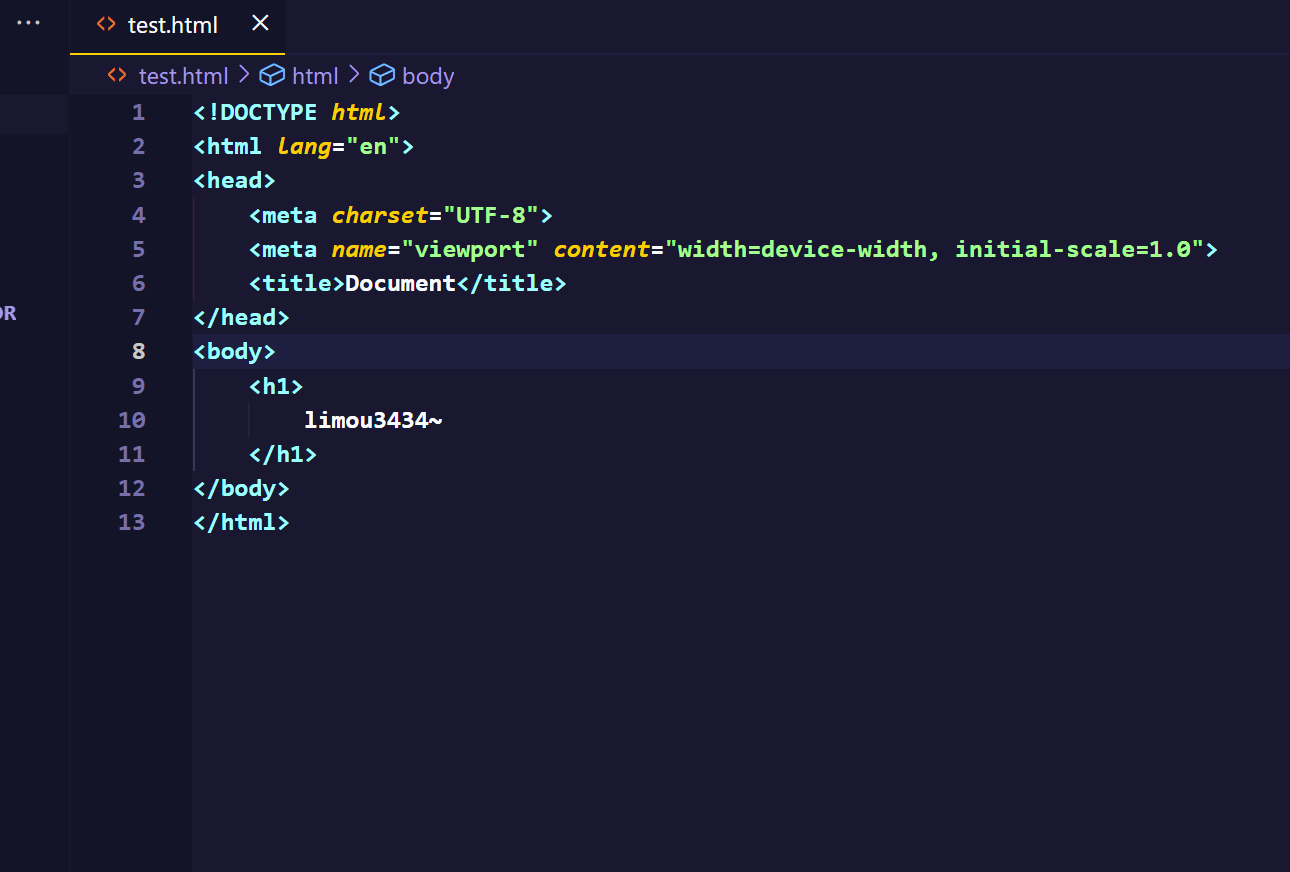 ··· test.html ×
test.html > html > body
OR
1 <!DOCTYPE html>
2 <html lang="en">
3 <head>
4     <meta charset="UTF-8">
5     <meta name="viewport" content="width=device-width, initial-scale=1.0">
6     <title>Document</title>
7 </head>
8 <body>
9     <h1>
10         limou3434~
11     </h1>
12 </body>
13 </html>